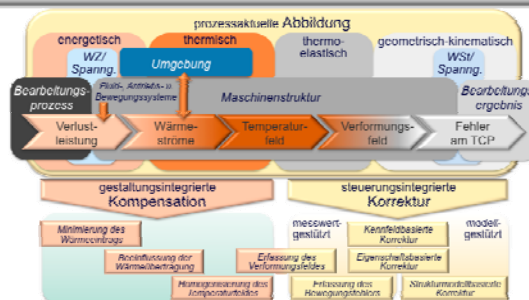 prozessaktuelle Abbildung
energetisch
thermisch
thermo-
elastisch
geometrisch-kinematisch
WZ/
Spanng.
Umgebung
WSt/
Spanng.
Bearbeitungs-
prozess
Fluid-, Antriebs- u.
Bewegungssysteme
Maschinenstruktur
Bearbeitungs
ergebnis
Verlust-
leistung
Wärme-
ströme
Temperatur-
feld
Verformungs-
feld
Fehler
am TCP
gestaltungsintegrierte
Kompensation
steuerungsintegrierte
Korrektur
Minimierung des
Wärmeeintrags
messwert-
gestützt
Kennfeldbasierte
Korrektur
modell-
gestützt
Beeinflussung der
Wärmeübertragung
Erfassung des
Verformungsfeldes
Eigenschaftsbasierte
Korrektur
Homogenisierung des
Temperaturfeldes
Erfassung des
Bewegungsfehlers
Strukturmodellbasierte
Korrektur